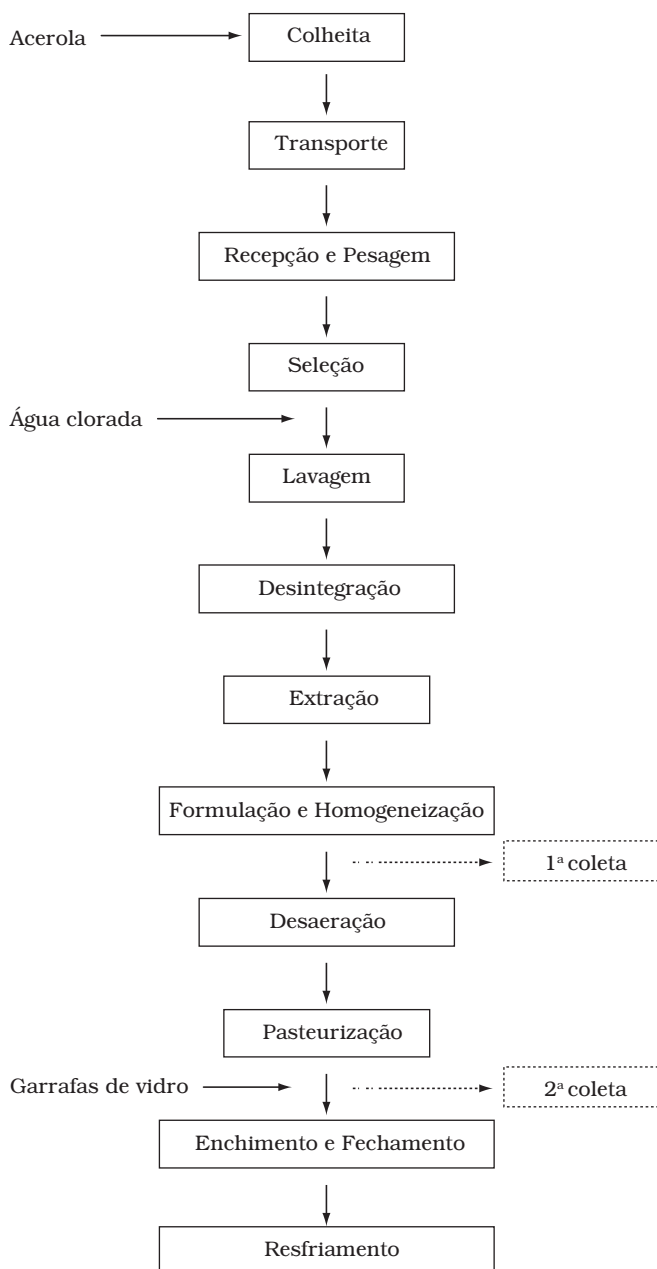 Acerola
Colheita
Transporte
Recepção e Pesagem
Seleção
Água clorada
Lavagem
Desintegração
Extração
Formulação e Homogeneização
1ª coleta
Desaeração
Pasteurização
Garrafas de vidro
2ª coleta
Enchimento e Fechamento
Resfriamento